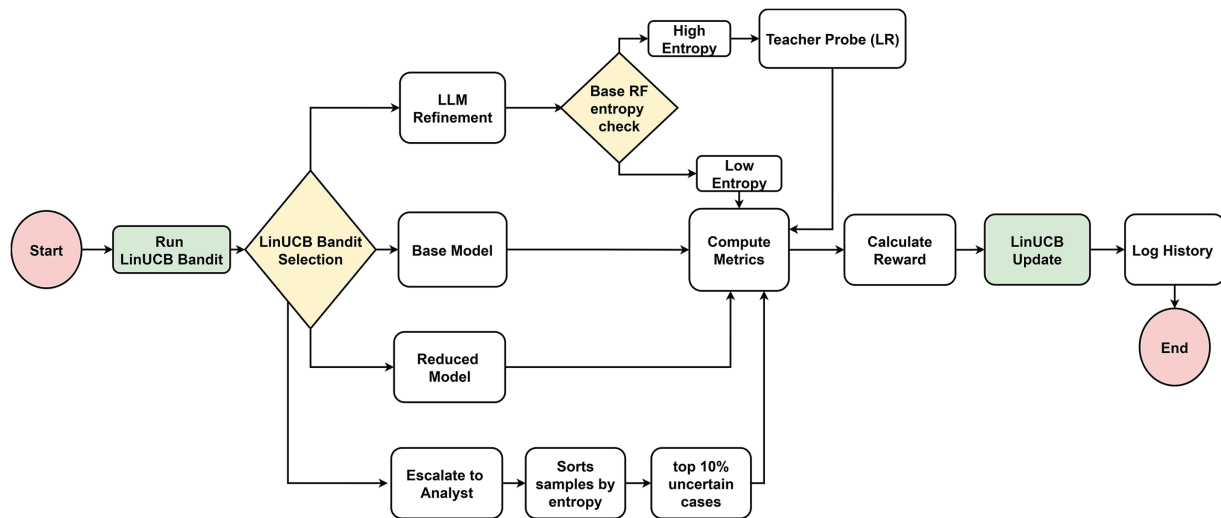 Start
Run
LinUCB Bandit
LinUCB Bandit
Selection
LLM
Refinement
Base RF
entropy
check
High
Entropy
Teacher Probe (LR)
Low
Entropy
Base Model
Reduced
Model
Escalate to
Analyst
Sorts
samples by
entropy
top 10%
uncertain
cases
Compute
Metrics
Calculate
Reward
LinUCB
Update
Log History
End